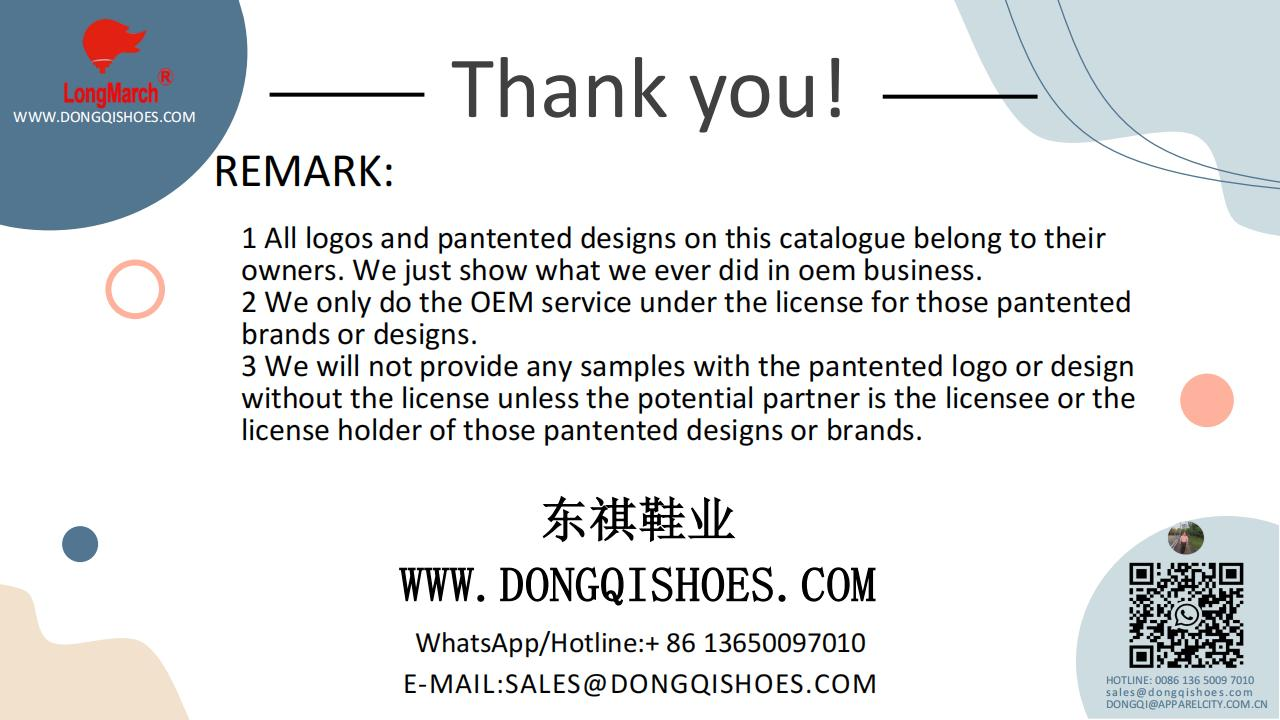 LongMarch®
WWW.DONGQISHOES.COM
Thank you!
REMARK:
1 All logos and pantented designs on this catalogue belong to their
owners. We just show what we ever did in oem business.
2 We only do the OEM service under the license for those pantented
brands or designs.
3 We will not provide any samples with the pantented logo or design
without the license unless the potential partner is the licensee or the
license holder of those pantented designs or brands.
东祺鞋业
WWW.DONGQISHOES.COM
WhatsApp/Hotline:+ 86 13650097010
E-MAIL:SALES@DONGQISHOES.COM
HOTLINE: 0086 136 5009 7010
sales@dongqishoes.com
DONGQI@APPARELCITY.COM.CN